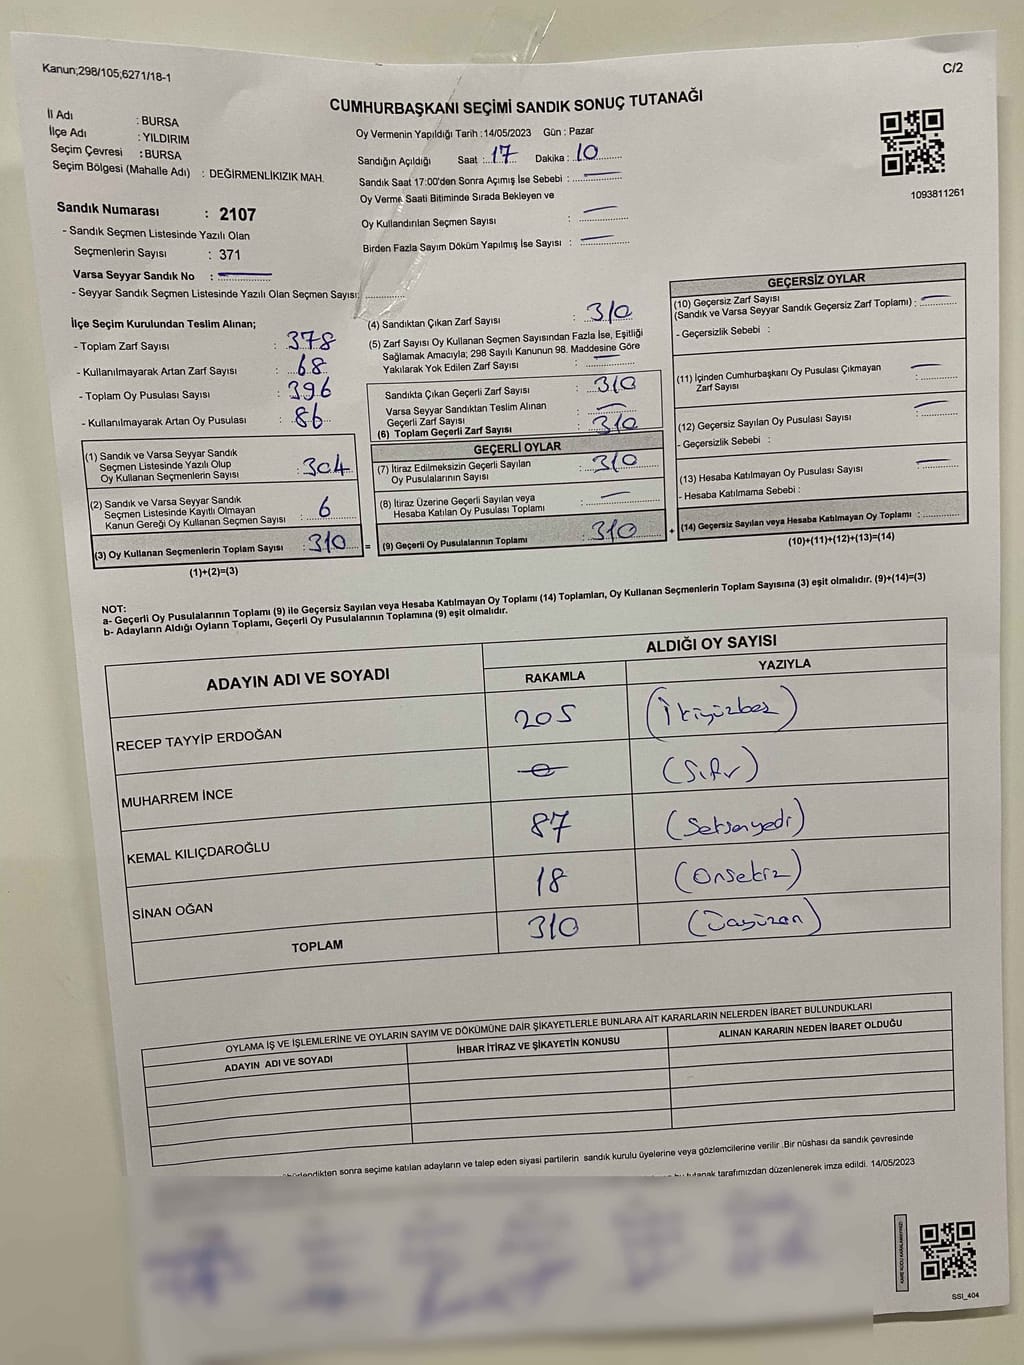 Kanun;298/105;6271/18-1
C/2
CUMHURBAŞKANI SEÇİMİ SANDIK SONUÇ TUTANAĞI
İl Adı : BURSA
İlçe Adı : YILDIRIM
Seçim Çevresi : BURSA
Seçim Bölgesi (Mahalle Adı) : DEĞİRMENLİKIZIK MAH.
Oy Vermenin Yapıldığı Tarih :14/05/2023 Gün : Pazar
Sandığın Açıldığı Saat :..17 Dakika : 10
Sandık Saat 17:00'den Sonra Açımış İse Sebebi : —
Oy Verme Saati Bitiminde Sırada Bekleyen ve
Oy Kullandırılan Seçmen Sayısı : —
Birden Fazla Sayım Döküm Yapılmış İse Sayısı : —
1093811261
Sandık Numarası : 2107
- Sandık Seçmen Listesinde Yazılı Olan
Seçmenlerin Sayısı : 371
Varsa Seyyar Sandık No : —
- Seyyar Sandık Seçmen Listesinde Yazılı Olan Seçmen Sayısı:
İlçe Seçim Kurulundan Teslim Alınan;
- Toplam Zarf Sayısı : 378
- Kullanılmayarak Artan Zarf Sayısı : 68
- Toplam Oy Pusulası Sayısı : 396
- Kullanılmayarak Artan Oy Pusulası : 86
(1) Sandık ve Varsa Seyyar Sandık
Seçmen Listesinde Yazılı Olup
Oy Kullanan Seçmenlerin Sayısı : 304
(2) Sandık ve Varsa Seyyar Sandık
Seçmen Listesinde Kayıtlı Olmayan
Kanun Gereği Oy Kullanan Seçmen Sayısı : 6
(3) Oy Kullanan Seçmenlerin Toplam Sayısı : 310 =
(1)+(2)=(3)
(4) Sandıktan Çıkan Zarf Sayısı : 310
(5) Zarf Sayısı Oy Kullanan Seçmen Sayısından Fazla İse, Eşitliği
Sağlamak Amacıyla; 298 Sayılı Kanunun 98. Maddesine Göre
Yakılarak Yok Edilen Zarf Sayısı : —
Sandıkta Çıkan Geçerli Zarf Sayısı : 310
Varsa Seyyar Sandıktan Teslim Alınan
Geçerli Zarf Sayısı : —
(6) Toplam Geçerli Zarf Sayısı : 310
GEÇERLİ OYLAR
(7) İtiraz Edilmeksizin Geçerli Sayılan
Oy Pusulalarının Sayısı : 310
(8) İtiraz Üzerine Geçerli Sayılan veya
Hesaba Katılan Oy Pusulası Toplamı : —
(9) Geçerli Oy Pusulalarının Toplamı : 310 +
GEÇERSİZ OYLAR
(10) Geçersiz Zarf Sayısı
(Sandık ve Varsa Seyyar Sandık Geçersiz Zarf Toplamı) : —
- Geçersizlik Sebebi :
(11) İçinden Cumhurbaşkanı Oy Pusulası Çıkmayan
Zarf Sayısı : —
(12) Geçersiz Sayılan Oy Pusulası Sayısı : —
- Geçersizlik Sebebi :
(13) Hesaba Katılmayan Oy Pusulası Sayısı : —
- Hesaba Katılmama Sebebi :
(14) Geçersiz Sayılan veya Hesaba Katılmayan Oy Toplamı :
(10)+(11)+(12)+(13)=(14)
NOT:
a- Geçerli Oy Pusulalarının Toplamı (9) ile Geçersiz Sayılan veya Hesaba Katılmayan Oy Toplamı (14) Toplamları, Oy Kullanan Seçmenlerin Toplam Sayısına (3) eşit olmalıdır. (9)+(14)=(3)
b- Adayların Aldığı Oyların Toplamı, Geçerli Oy Pusulalarının Toplamına (9) eşit olmalıdır.
ADAYIN ADI VE SOYADI
ALDIĞI OY SAYISI
RAKAMLA YAZIYLA
RECEP TAYYİP ERDOĞAN 205 (İkiyüzbeş)
MUHARREM İNCE 0 (Sıfır)
KEMAL KILIÇDAROĞLU 87 (Seksenyedi)
SİNAN OĞAN 18 (Onsekiz)
TOPLAM 310 (Üçyüzon)
OYLAMA İŞ VE İŞLEMLERİNE VE OYLARIN SAYIM VE DÖKÜMÜNE DAİR ŞİKAYETLERLE BUNLARA AİT KARARLARIN NELERDEN İBARET BULUNDUKLARI
ADAYIN ADI VE SOYADI İHBAR İTİRAZ VE ŞİKAYETİN KONUSU ALINAN KARARIN NEDEN İBARET OLDUĞU
sonra seçime katılan adayların ve talep eden siyasi partilerin sandık kurulu üyelerine veya gözlemcilerine verilir .Bir nüshası da sandık çevresinde
tutanak tarafımızdan düzenlenerek imza edildi. 14/05/2023
KARE KODU KARALAMAYINIZ!
SSI_404